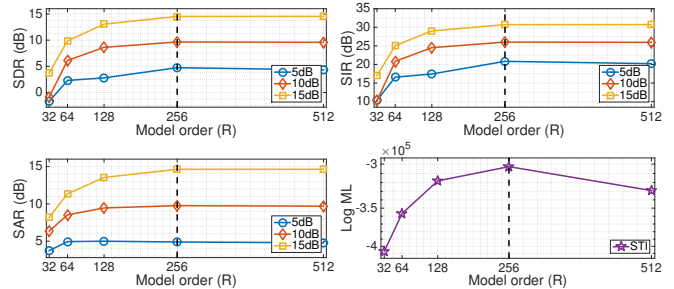 SDR (dB)
15
10
5
0
5dB
10dB
15dB
32 64 128 256 512
Model order (R)
SIR (dB)
35
30
25
20
15
10
5dB
10dB
15dB
32 64 128 256 512
Model order (R)
SAR (dB)
15
10
5
5dB
10dB
15dB
32 64 128 256 512
Model order (R)
× 10^5
Log ML
-3
-3.5
-4
STI
32 64 128 256 512
Model order (R)